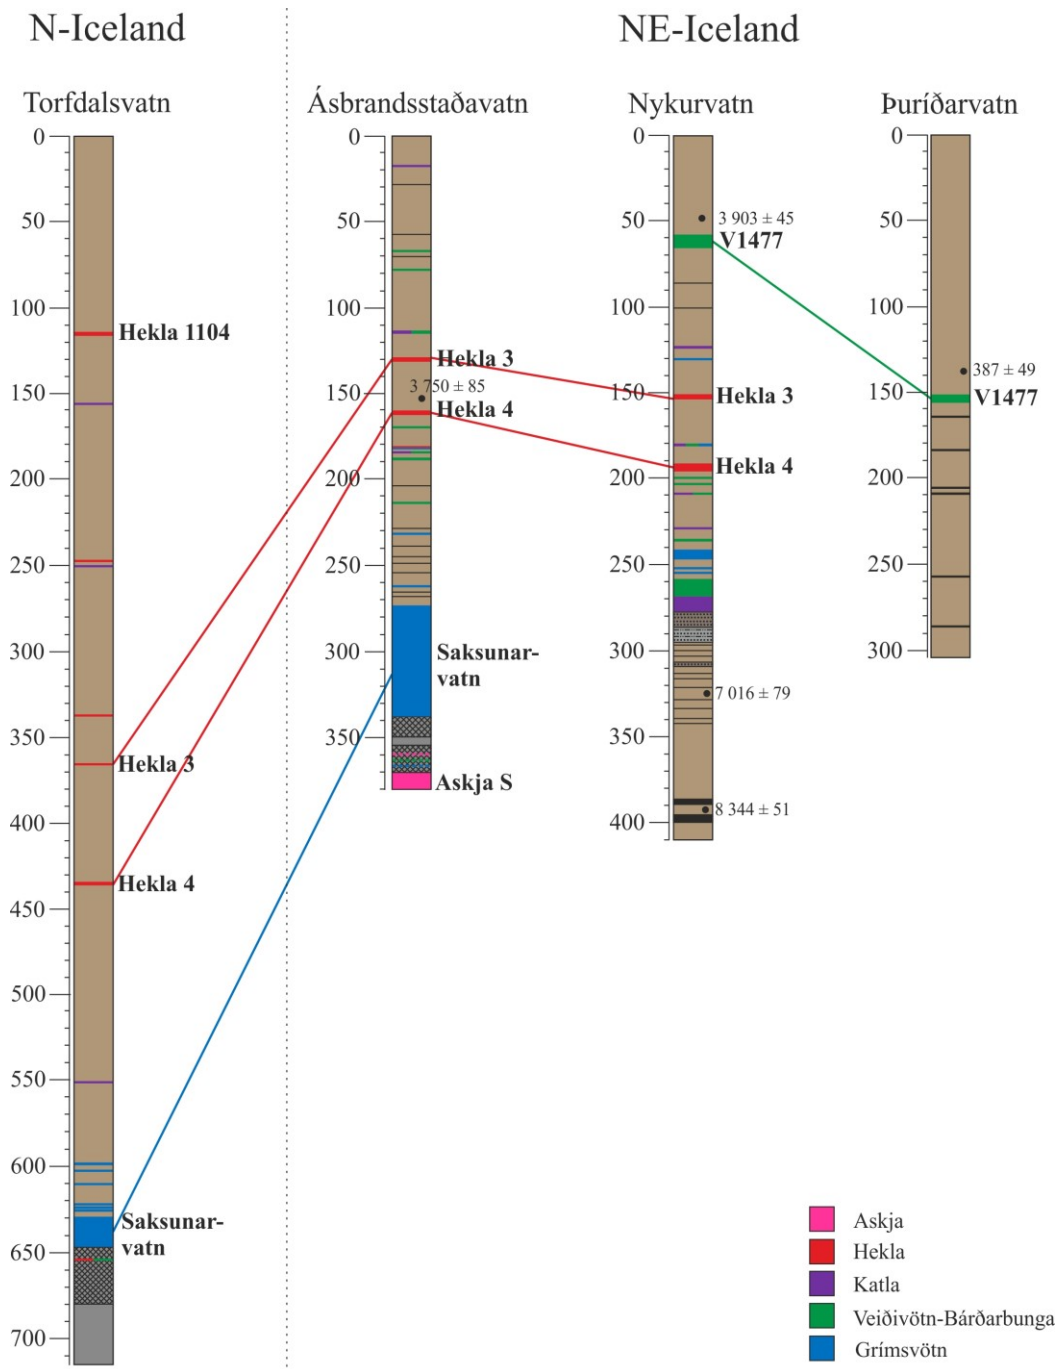 N-Iceland
NE-Iceland
Torfdalsvatn
Ásbrandsstaðavatn
Nykurvatn
Þuríðarvatn
0
50
100
150
200
250
300
350
400
450
500
550
600
650
700
Hekla 1104
Hekla 3
Hekla 4
Saksunar-
vatn
0
50
100
150
200
250
300
350
Hekla 3
3 750 ± 85
Hekla 4
Saksunar-
vatn
Askja S
0
50
100
150
200
250
300
350
400
3 903 ± 45
V1477
Hekla 3
Hekla 4
7 016 ± 79
8 344 ± 51
0
50
100
150
200
250
300
387 ± 49
V1477
Askja
Hekla
Katla
Veiðivötn-Bárðarbunga
Grímsvötn